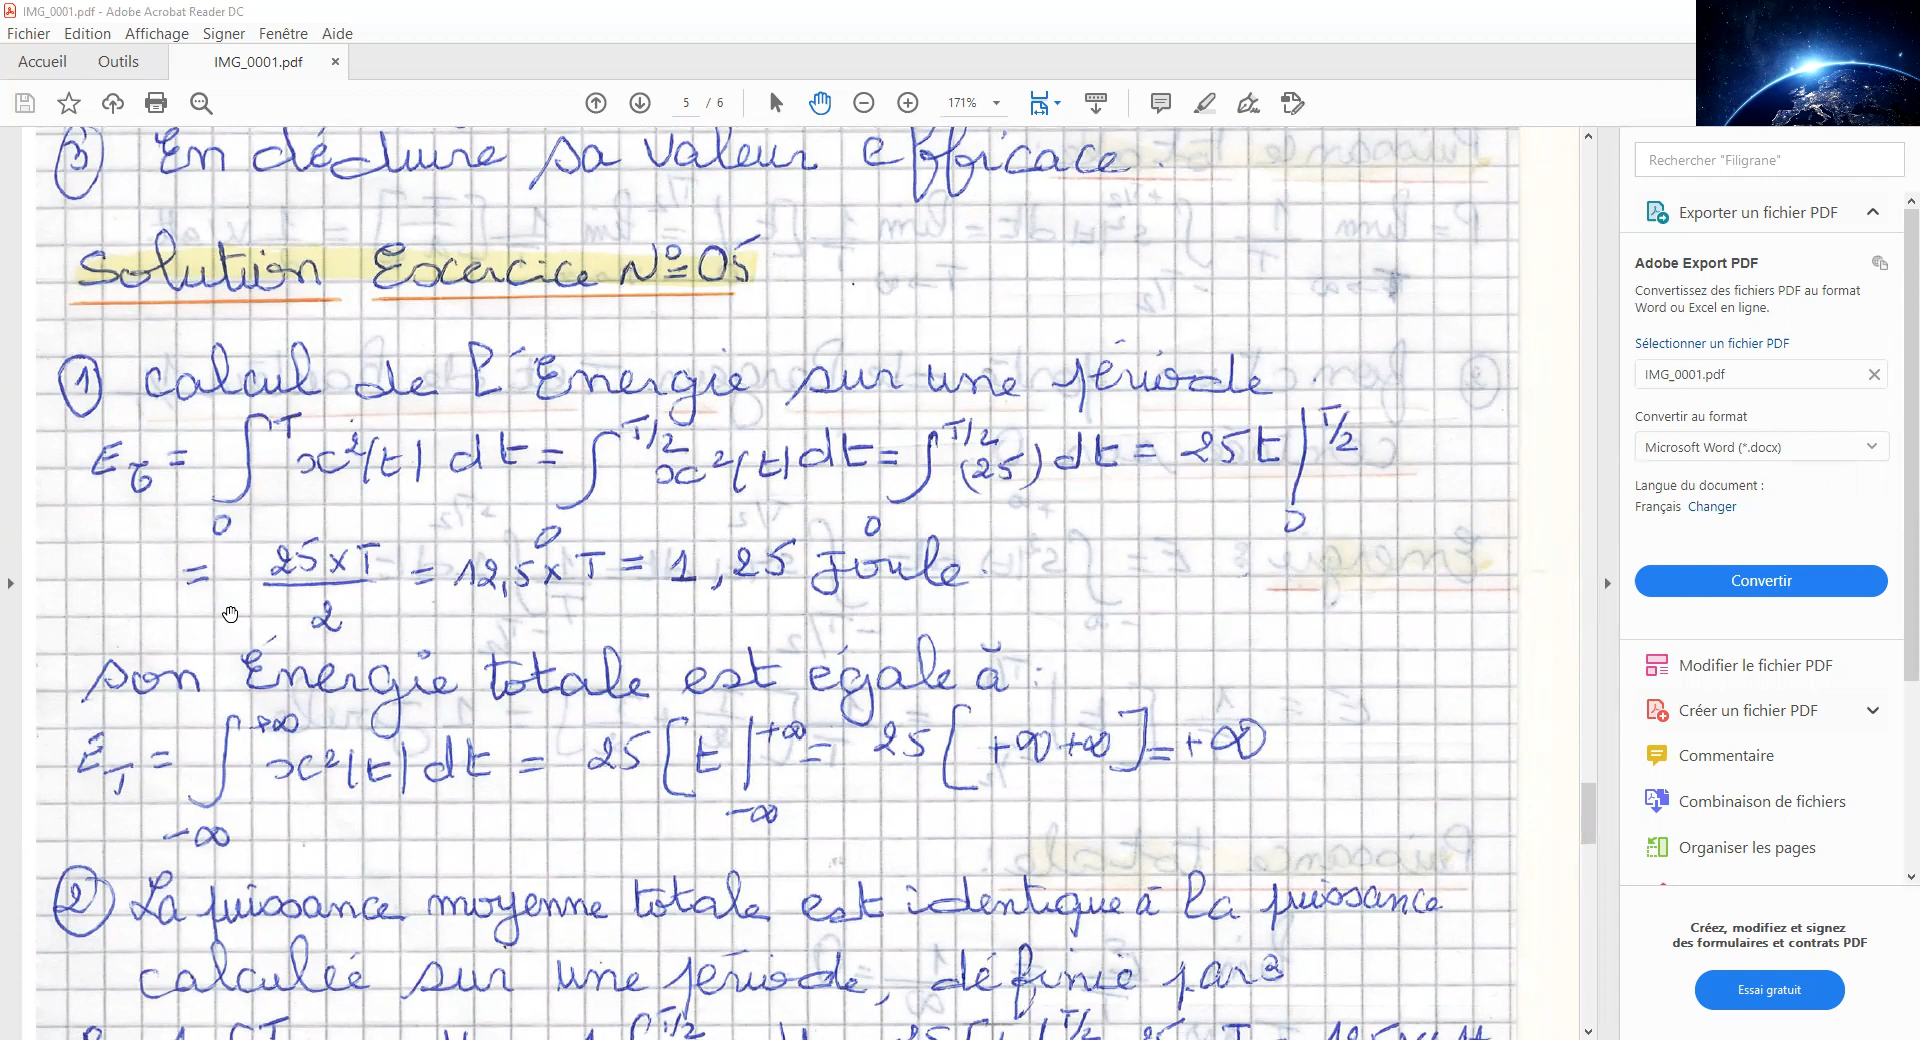 IMG_0001.pdf - Adobe Acrobat Reader DC
Fichier Edition Affichage Signer Fenêtre Aide
Accueil Outils IMG_0001.pdf ×
5 / 6 171%
③ En déduire sa valeur efficace.
Solution Excercice N° 05
① calcul de l'Energie sur une période.
E_T = ∫₀^T x²(t) dt = ∫₀^{T/2} x²(t) dt = ∫₀^{T/2} (25) dt = 25t |₀^{T/2}
= 25×T / 2 = 12,5×T = 1,25 Joule.
son Énergie totale est égale à :
E_T = ∫_{-∞}^{+∞} x²(t) dt = 25 [t|_{-∞}^{+∞} = 25 [+∞+∞] = +∞
② La puissance moyenne totale est identique à la puissance
calculeé sur une période, définie par :
Rechercher "Filigrane"
Exporter un fichier PDF
Adobe Export PDF
Convertissez des fichiers PDF au format
Word ou Excel en ligne.
Sélectionner un fichier PDF
IMG_0001.pdf ×
Convertir au format
Microsoft Word (*.docx)
Langue du document :
Français Changer
Convertir
Modifier le fichier PDF
Créer un fichier PDF
Commentaire
Combinaison de fichiers
Organiser les pages
Créez, modifiez et signez
des formulaires et contrats PDF
Essai gratuit